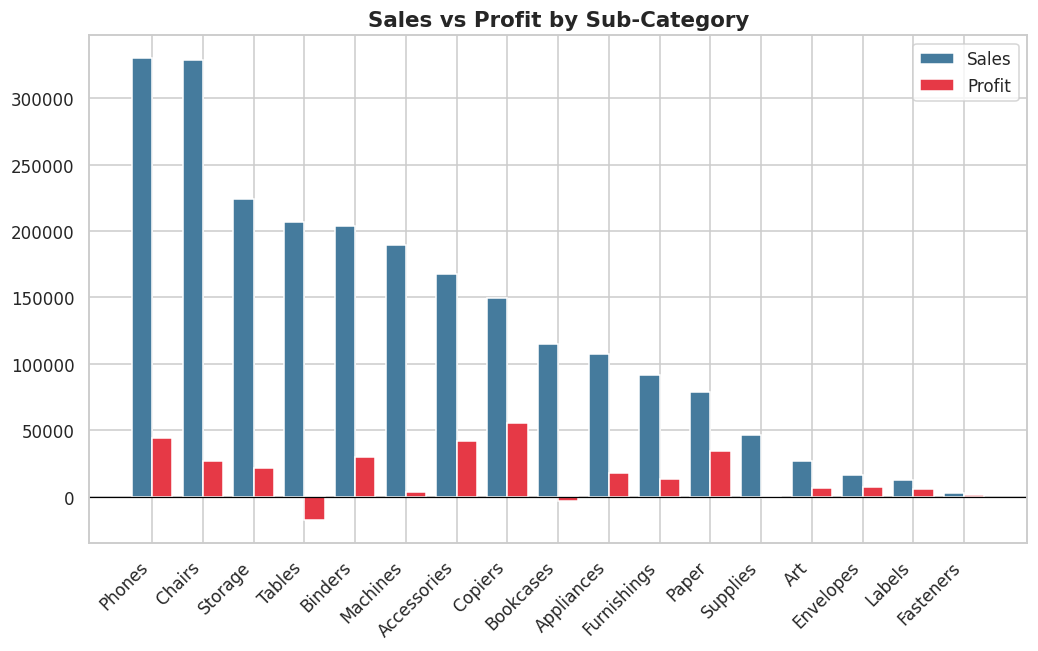 Sales vs Profit by Sub-Category
Sales
Profit
300000
250000
200000
150000
100000
50000
0
Phones
Chairs
Storage
Tables
Binders
Machines
Accessories
Copiers
Bookcases
Appliances
Furnishings
Paper
Supplies
Art
Envelopes
Labels
Fasteners